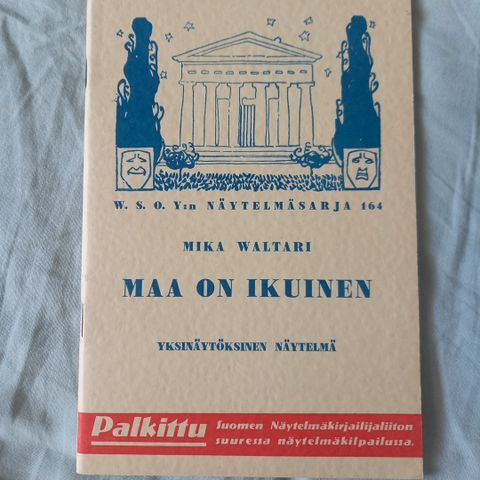 W. S. O. Y:n NÄYTELMÄSARJA 164
MIKA WALTARI
MAA ON IKUINEN
YKSINÄYTÖKSINEN NÄYTELMÄ
Palkittu Suomen Näytelmäkirjailijaliiton
suuressa näytelmäkilpailussa.